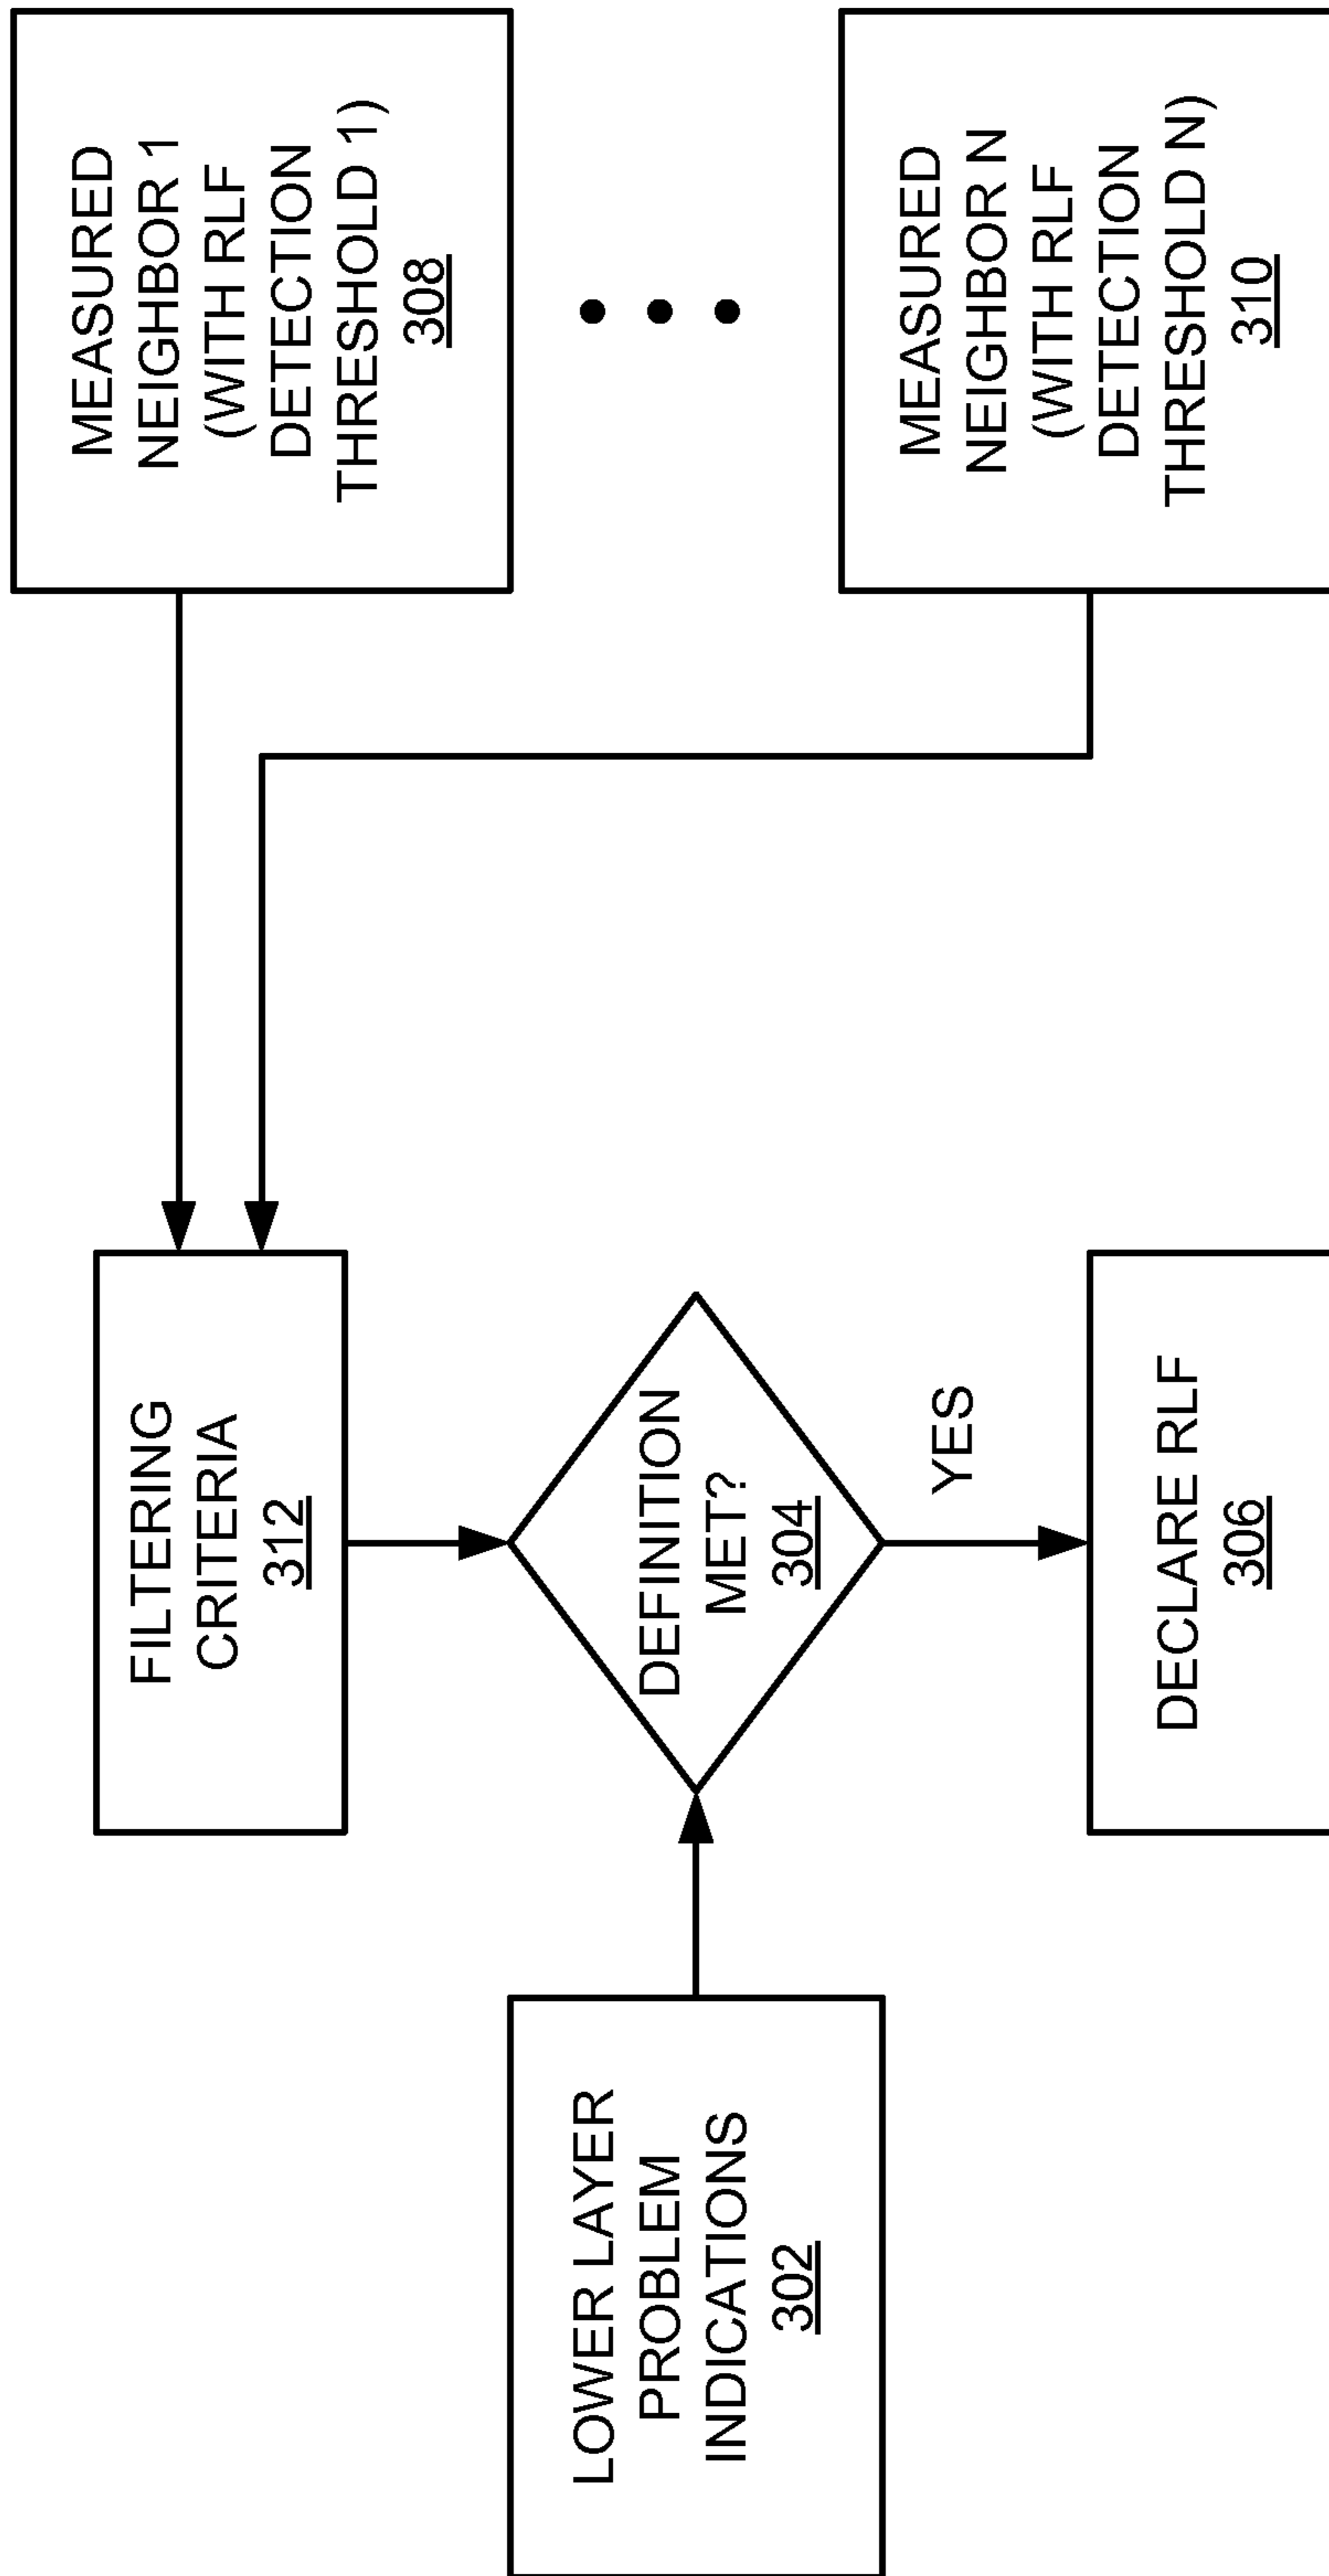 MEASURED
NEIGHBOR 1
(WITH RLF
DETECTION
THRESHOLD 1)
308
MEASURED
NEIGHBOR N
(WITH RLF
DETECTION
THRESHOLD N)
310
FILTERING
CRITERIA
312
DEFINITION
MET?
304
YES
DECLARE RLF
306
LOWER LAYER
PROBLEM
INDICATIONS
302